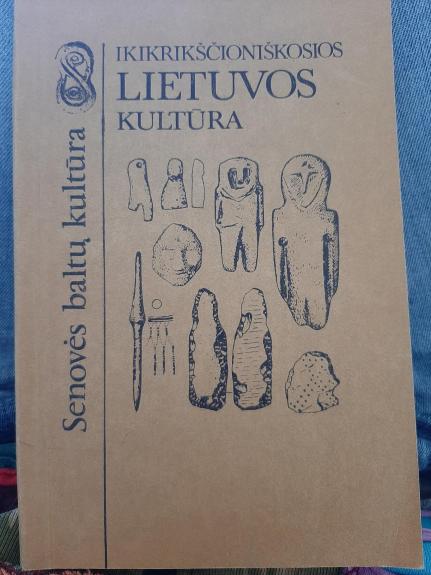 IKIKRIKŠČIONIŠKOSIOS
LIETUVOS
KULTŪRA
Senovės baltų kultūra